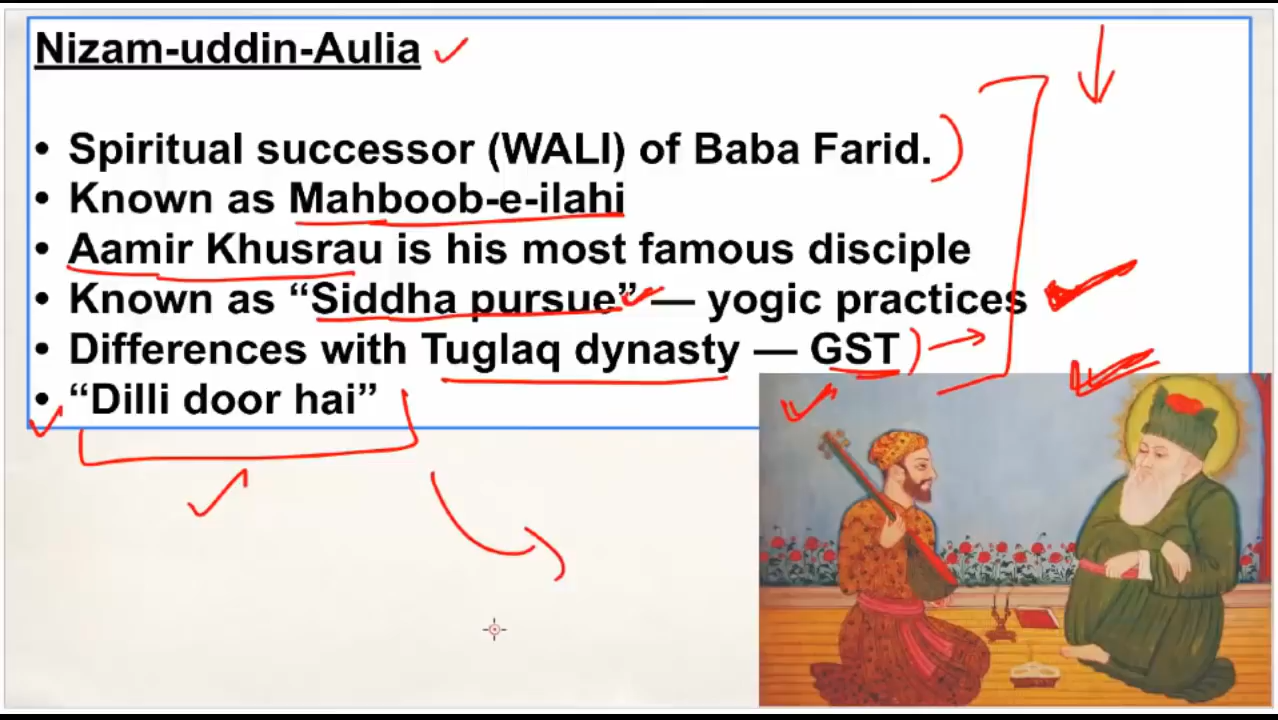 Nizam-uddin-Aulia
• Spiritual successor (WALI) of Baba Farid.
• Known as Mahboob-e-ilahi
• Aamir Khusrau is his most famous disciple
• Known as “Siddha pursue” — yogic practices
• Differences with Tuglaq dynasty — GST
• “Dilli door hai”